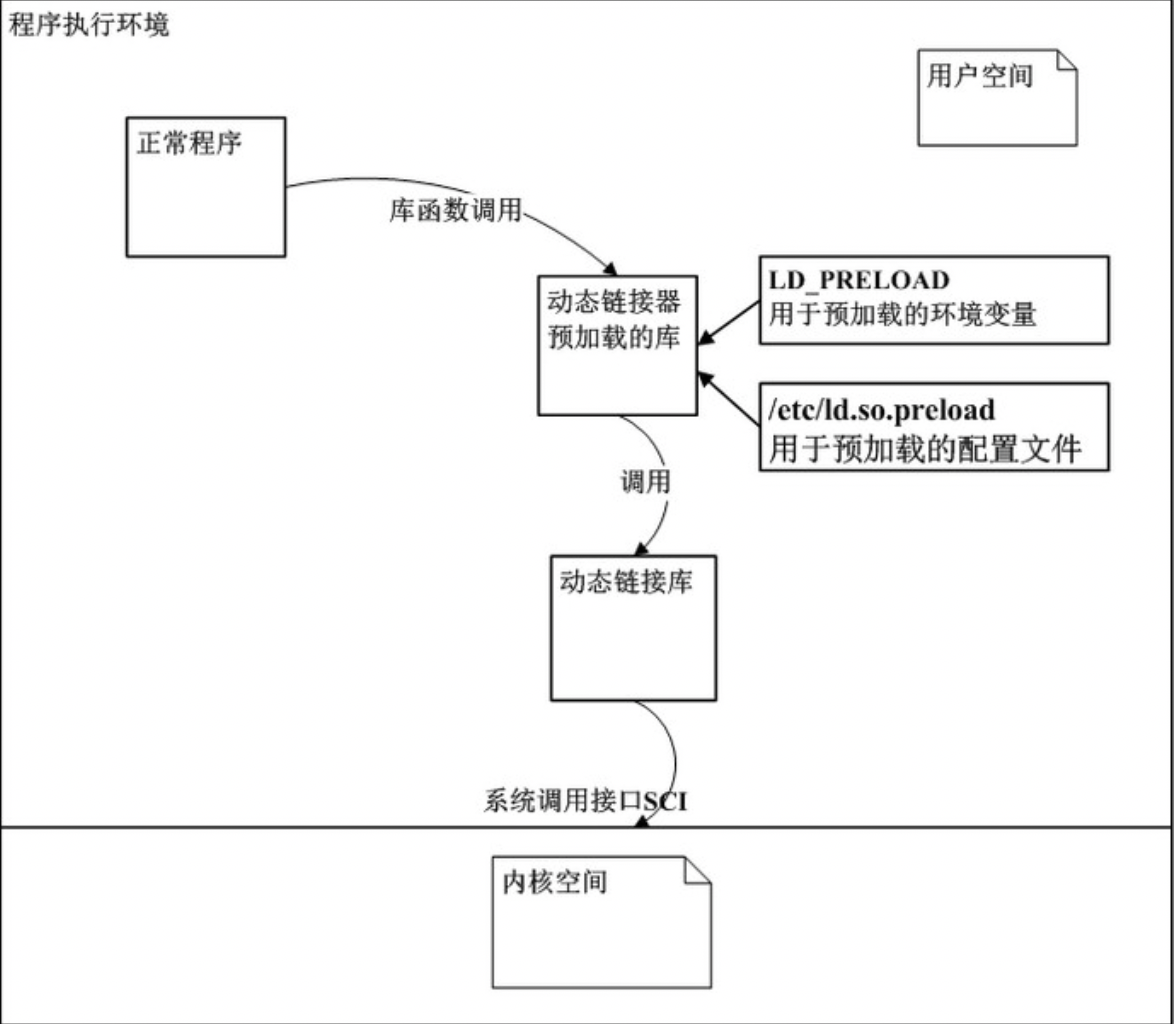 程序执行环境
用户空间
正常程序
库函数调用
动态链接器
预加载的库
LD_PRELOAD
用于预加载的环境变量
/etc/ld.so.preload
用于预加载的配置文件
调用
动态链接库
系统调用接口SCI
内核空间